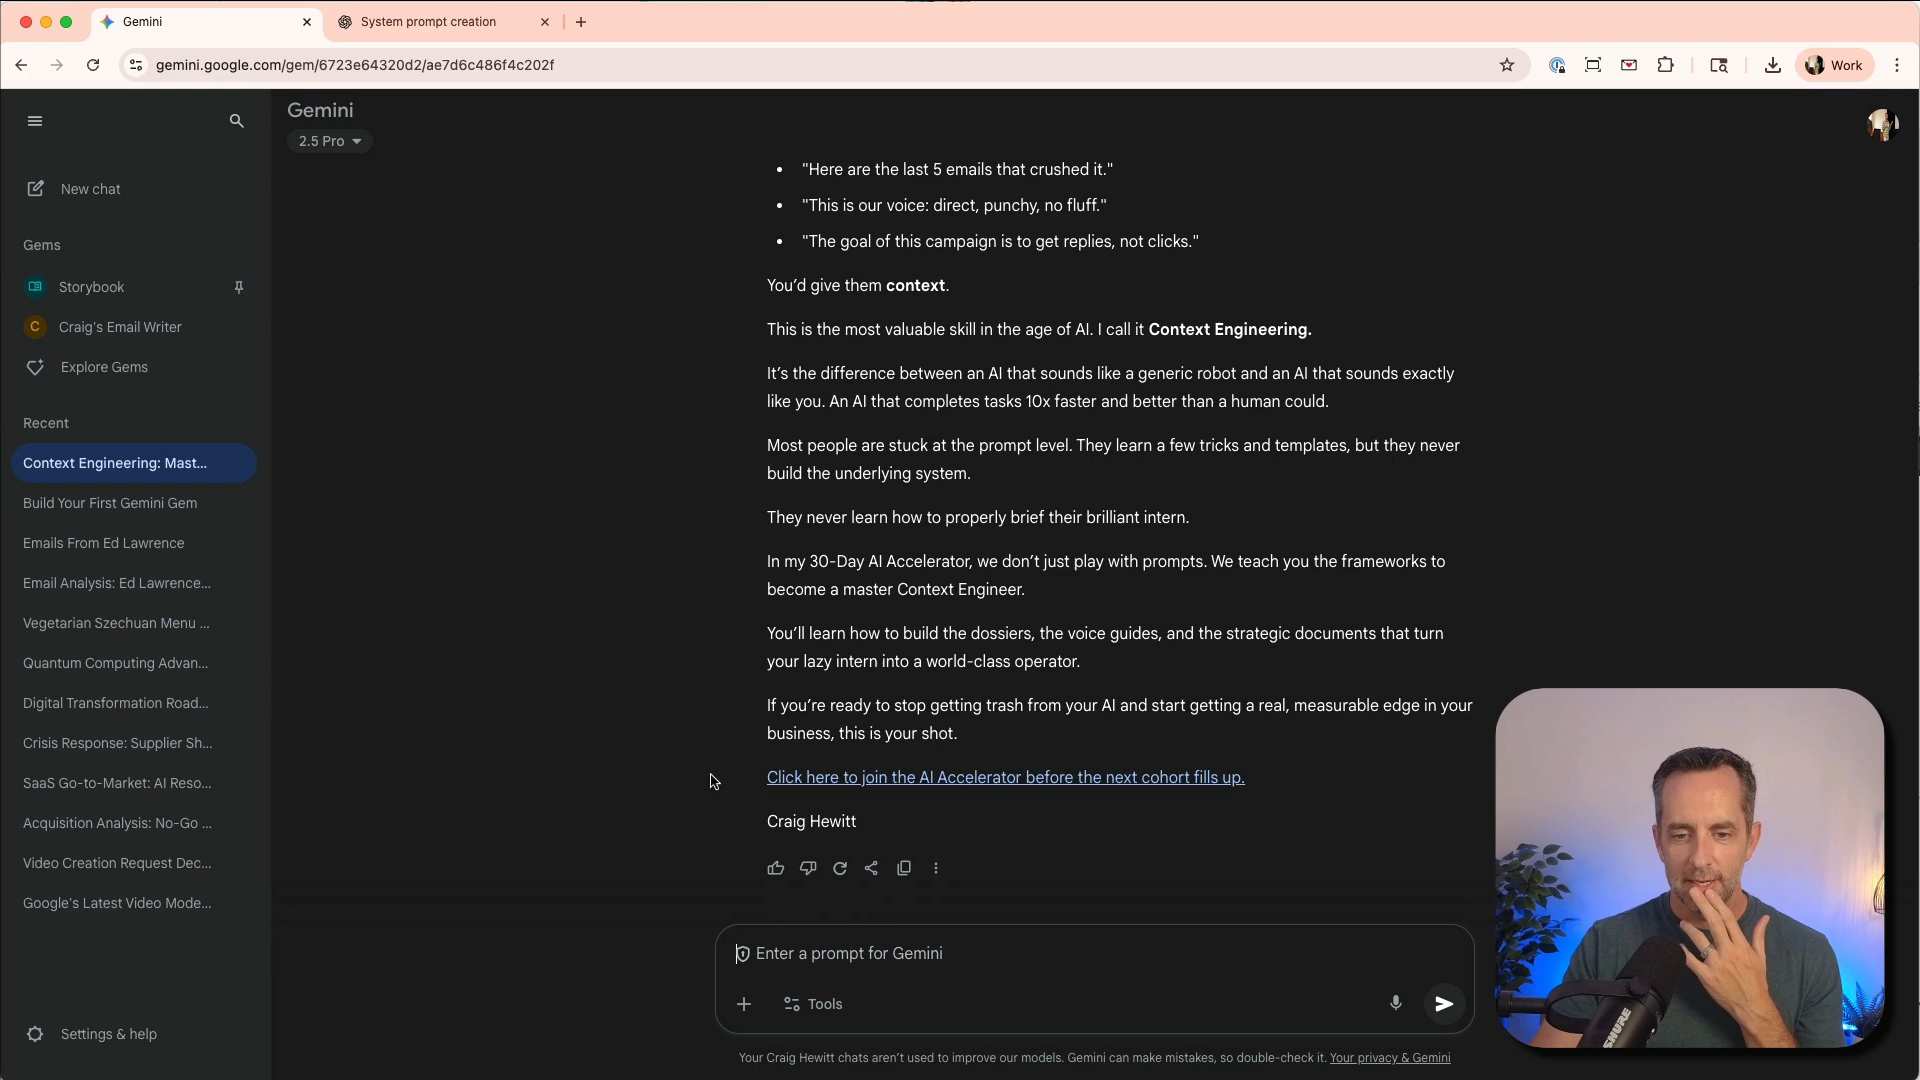 Gemini
System prompt creation
gemini.google.com/gem/6723e64320d2/ae7d6c486f4c202f
Work
Gemini
2.5 Pro
New chat
Gems
Storybook
C
Craig's Email Writer
Explore Gems
Recent
Context Engineering: Mast...
Build Your First Gemini Gem
Emails From Ed Lawrence
Email Analysis: Ed Lawrence...
Vegetarian Szechuan Menu ...
Quantum Computing Advan...
Digital Transformation Road...
Crisis Response: Supplier Sh...
SaaS Go-to-Market: AI Reso...
Acquisition Analysis: No-Go ...
Video Creation Request Dec...
Google's Latest Video Mode...
Settings & help
• "Here are the last 5 emails that crushed it."
• "This is our voice: direct, punchy, no fluff."
• "The goal of this campaign is to get replies, not clicks."
You'd give them context.
This is the most valuable skill in the age of AI. I call it Context Engineering.
It's the difference between an AI that sounds like a generic robot and an AI that sounds exactly
like you. An AI that completes tasks 10x faster and better than a human could.
Most people are stuck at the prompt level. They learn a few tricks and templates, but they never
build the underlying system.
They never learn how to properly brief their brilliant intern.
In my 30-Day AI Accelerator, we don't just play with prompts. We teach you the frameworks to
become a master Context Engineer.
You'll learn how to build the dossiers, the voice guides, and the strategic documents that turn
your lazy intern into a world-class operator.
If you're ready to stop getting trash from your AI and start getting a real, measurable edge in your
business, this is your shot.
Click here to join the AI Accelerator before the next cohort fills up.
Craig Hewitt
Enter a prompt for Gemini
Tools
Your Craig Hewitt chats aren't used to improve our models. Gemini can make mistakes, so double-check it. Your privacy & Gemini
SHURE